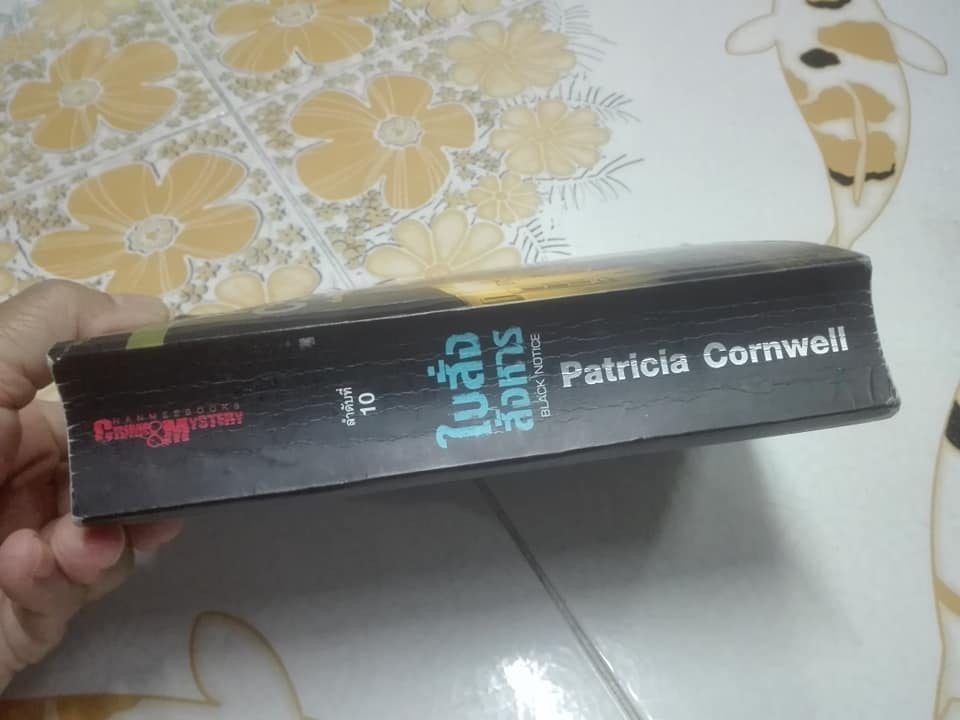 NANMEEBOOKS
CRIME & MYSTERY
ลำดับที่
10
ใบสั่ง
สังหาร
BLACK NOTICE
Patricia Cornwell